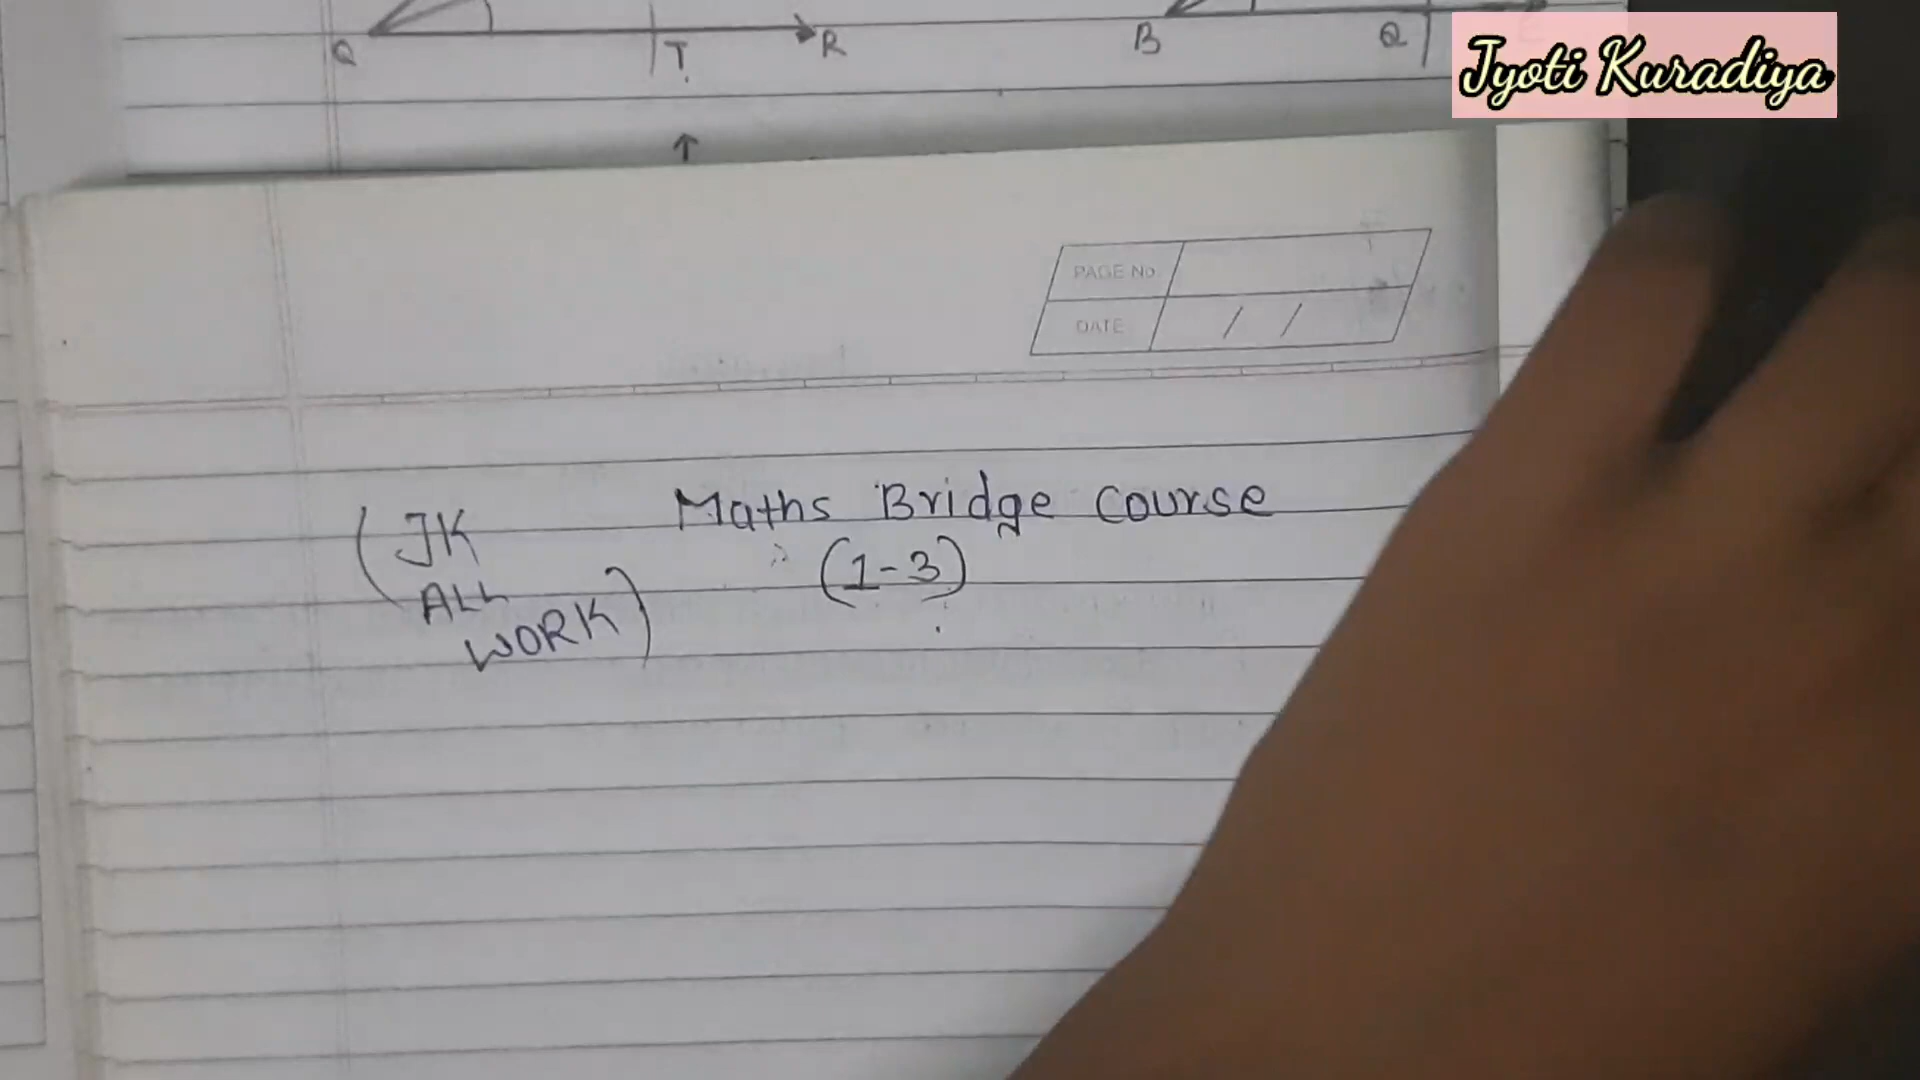 Q T R B Q
Jyoti Kuradiya
PAGE No.
DATE / /
Maths Bridge Course
(1-3)
(JK
ALL
WORK)